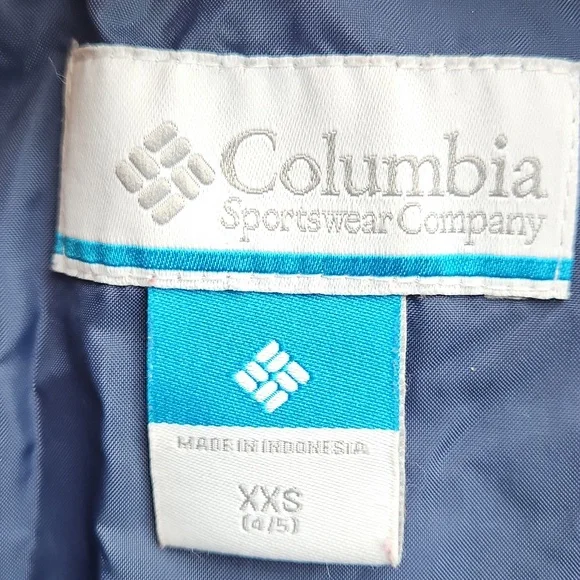 Columbia
Sportswear Company
MADE IN INDONESIA
XXS
(4/5)